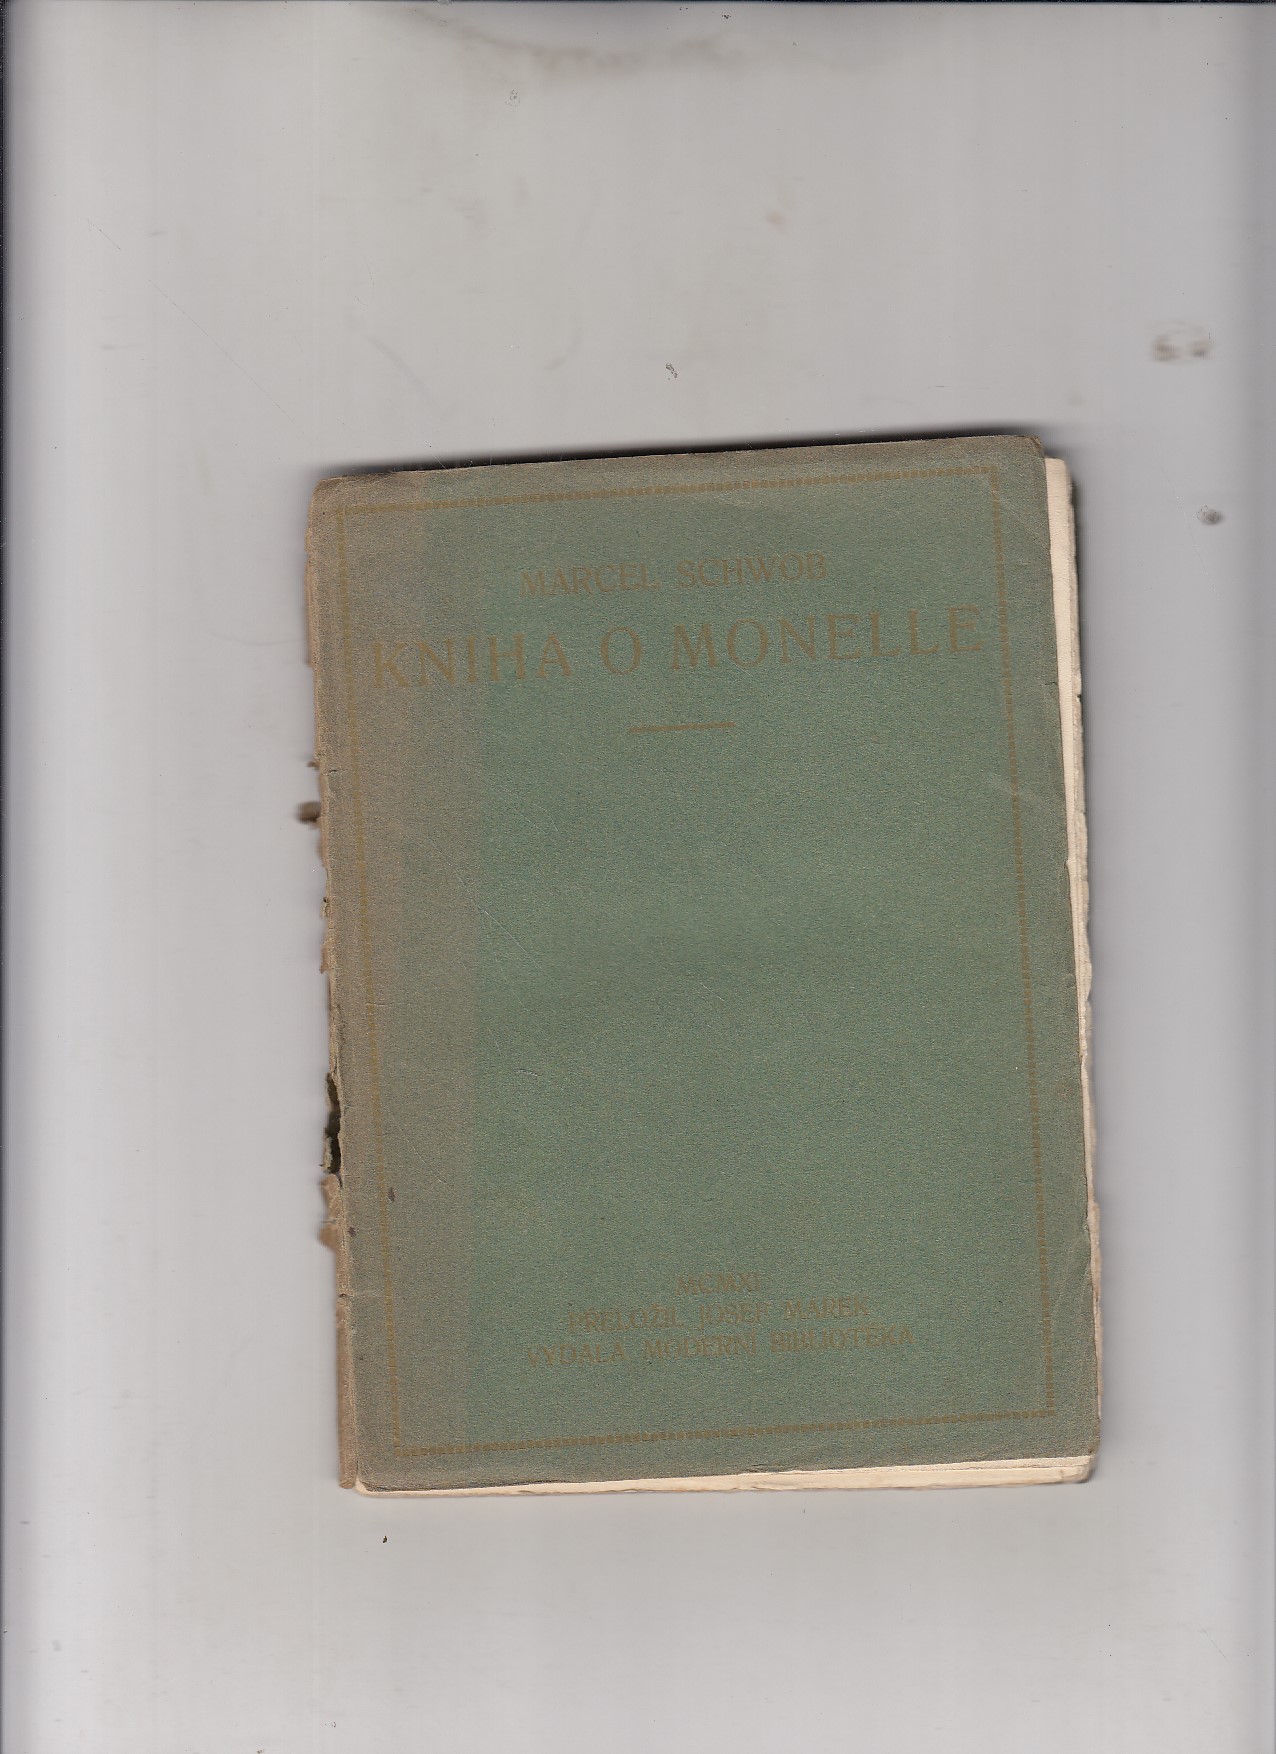 MARCEL SCHWOB
KNIHA O MONELLE
MCMXI
PŘELOŽIL JOSEF MAREK
VYDALA MODERNÍ BIBLIOTÉKA